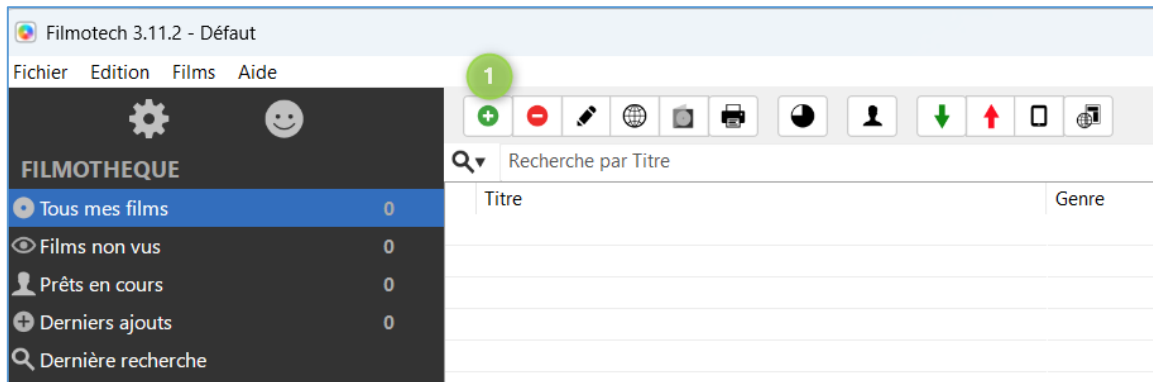 Filmotech 3.11.2 - Défaut
Fichier Edition Films Aide
1
FILMOTHEQUE
Recherche par Titre
Titre Genre
Tous mes films 0
Films non vus 0
Prêts en cours 0
Derniers ajouts 0
Dernière recherche